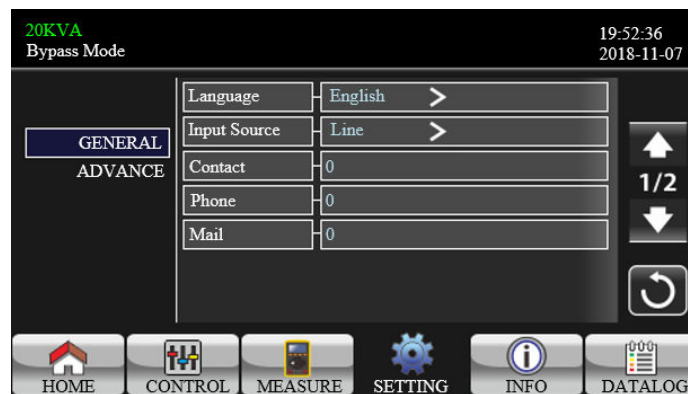 20KVA
19:52:36
Bypass Mode
2018-11-07
Language English >
Input Source Line >
GENERAL
ADVANCE
Contact 0
1/2
Phone 0
Mail 0
HOME CONTROL MEASURE SETTING INFO DATALOG